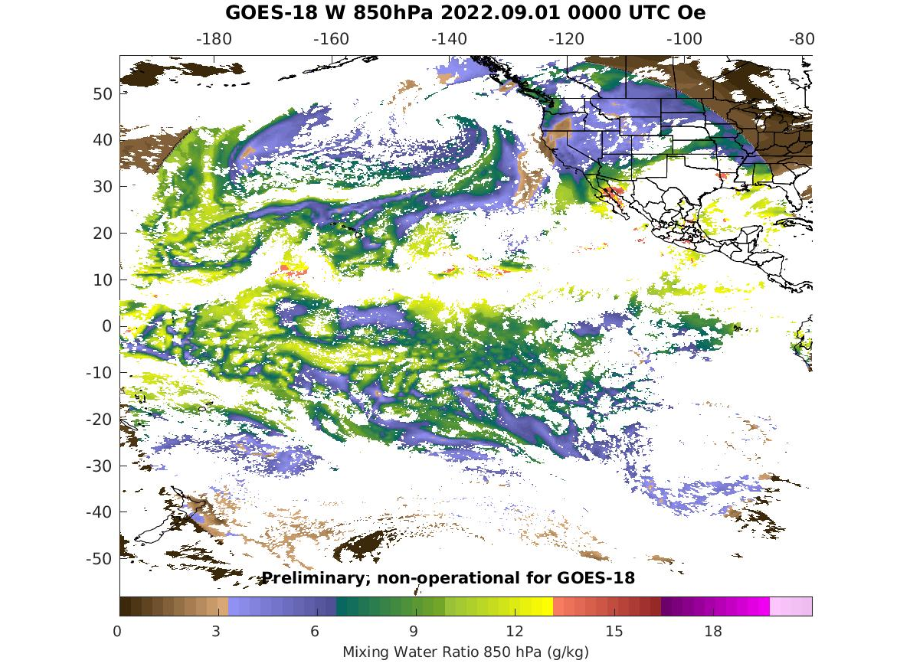 GOES-18 W 850hPa 2022.09.01 0000 UTC Oe
-180 -160 -140 -120 -100 -80
50
40
30
20
10
0
-10
-20
-30
-40
-50
Preliminary; non-operational for GOES-18
0 3 6 9 12 15 18
Mixing Water Ratio 850 hPa (g/kg)